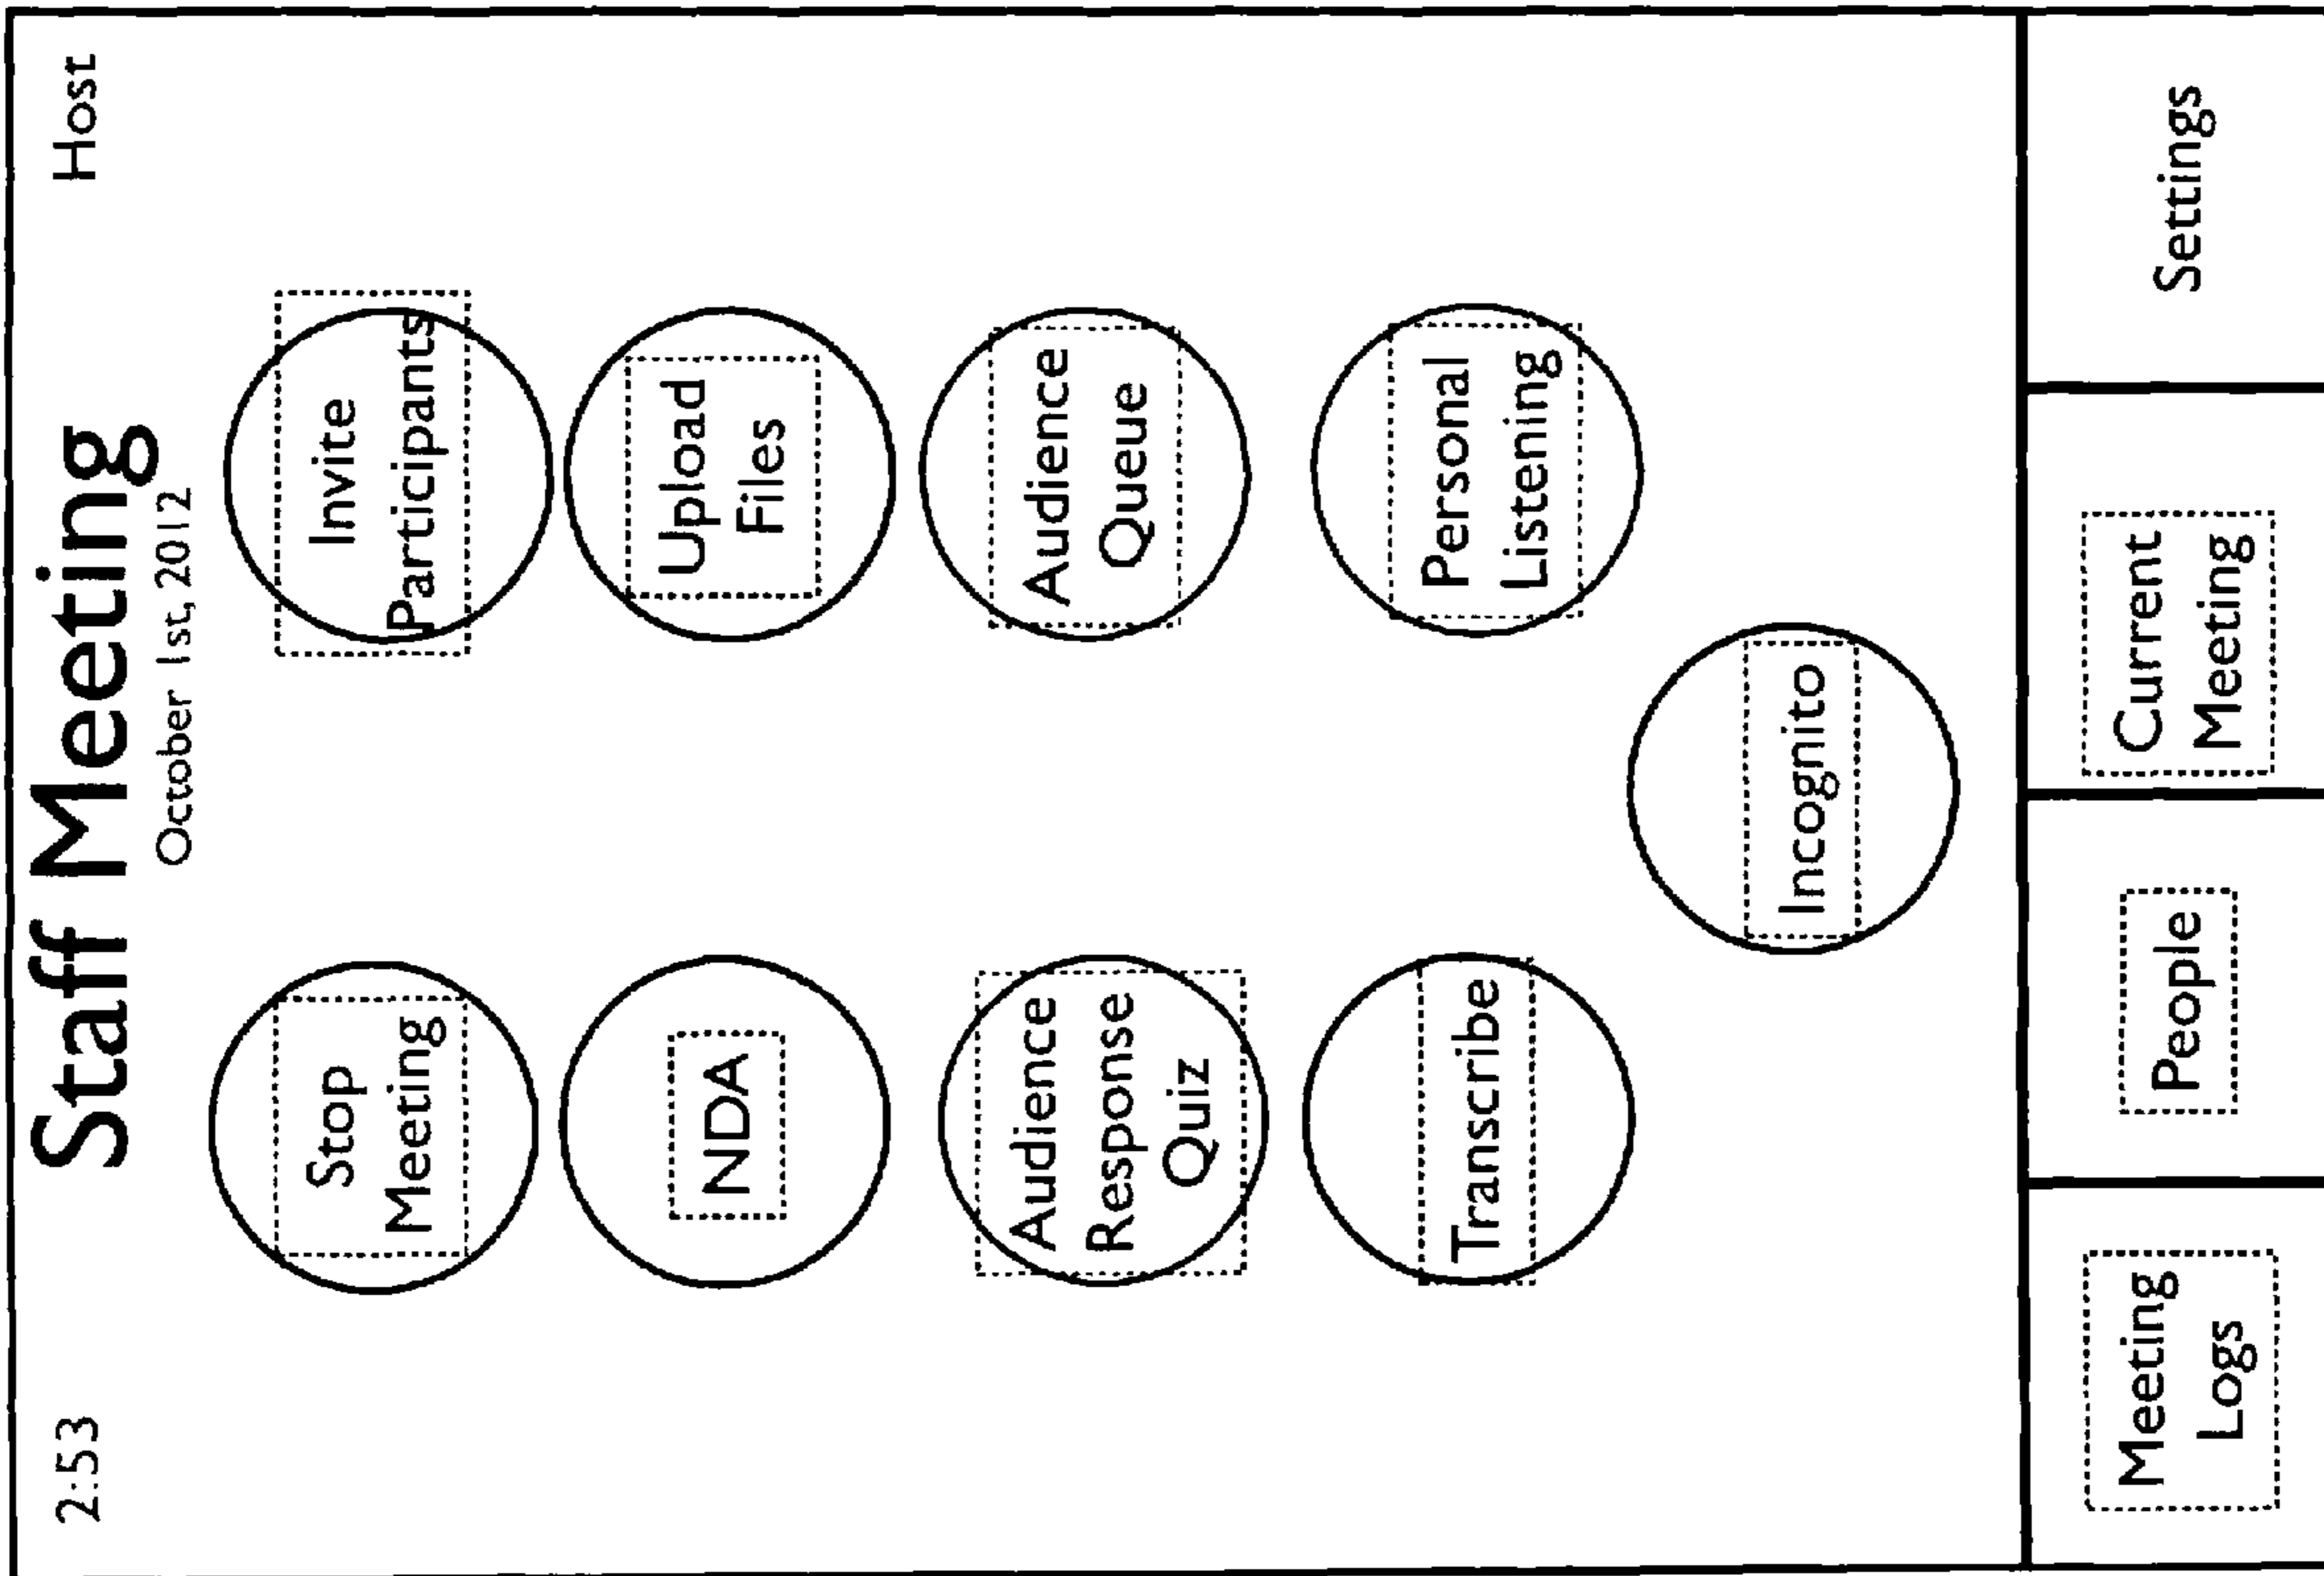 2:53
Staff Meeting
Host
October 1st, 2012
Stop
Meeting
Invite
Participants
NDA
Upload
Files
Audience
Response
Quiz
Audience
Queue
Transcribe
Personal
Listening
Incognito
Meeting
Logs
People
Current
Meeting
Settings